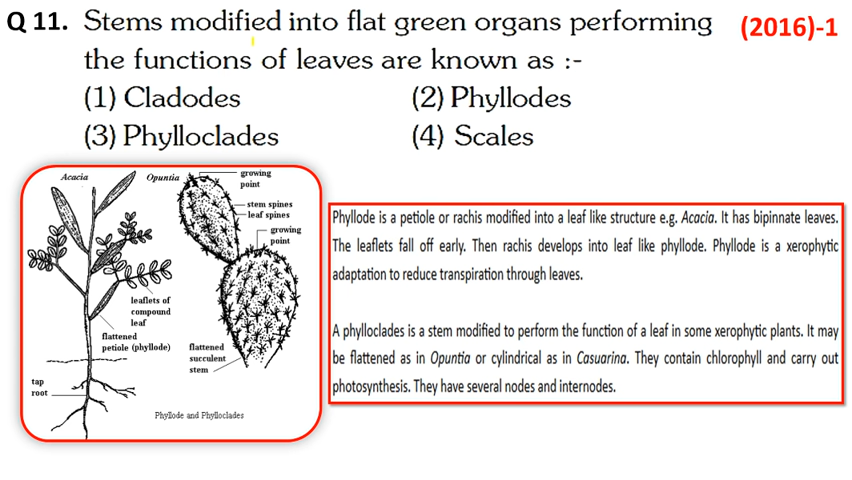 Q 11. Stems modified into flat green organs performing (2016)-1
the functions of leaves are known as :-
(1) Cladodes (2) Phyllodes
(3) Phylloclades (4) Scales
Acacia Opuntia growing
point
stem spines
leaf spines
growing
point
leaflets of
compound
leaf
flattened
petiole (phyllode)
flattened
succulent
stem
tap
root
Phyllode and Phylloclades
Phyllode is a petiole or rachis modified into a leaf like structure e.g. Acacia. It has bipinnate leaves.
The leaflets fall off early. Then rachis develops into leaf like phyllode. Phyllode is a xerophytic
adaptation to reduce transpiration through leaves.
A phylloclades is a stem modified to perform the function of a leaf in some xerophytic plants. It may
be flattened as in Opuntia or cylindrical as in Casuarina. They contain chlorophyll and carry out
photosynthesis. They have several nodes and internodes.